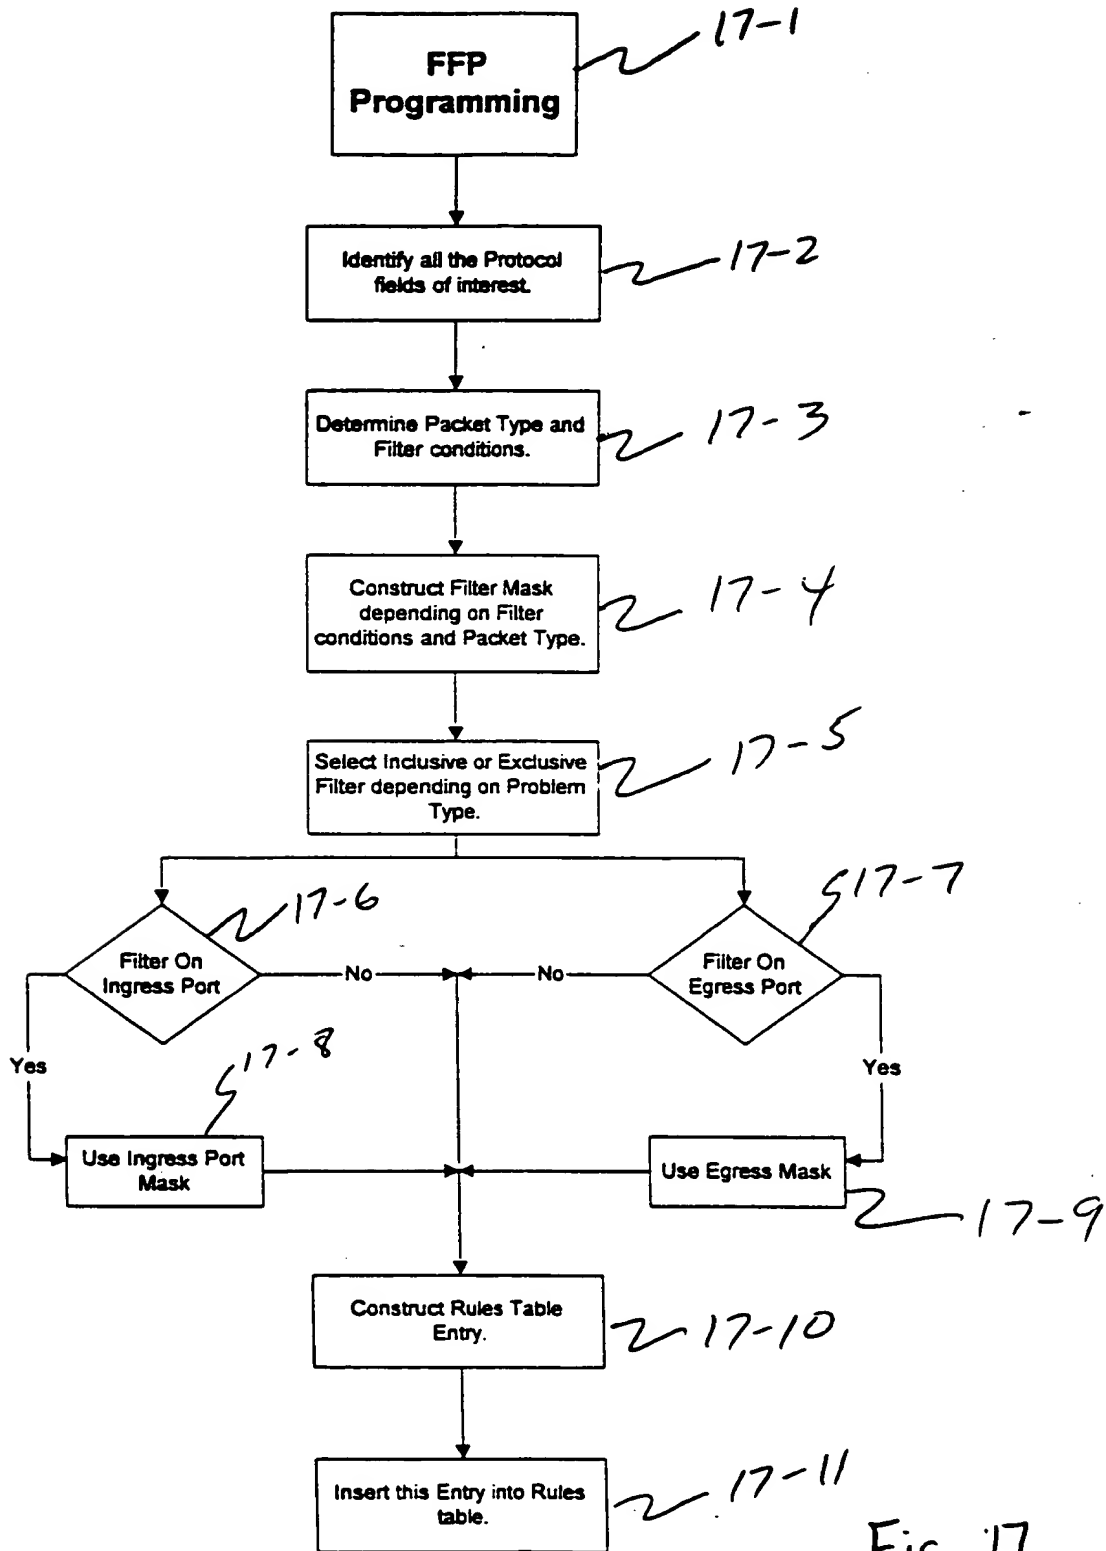 FFP
Programming
17-1
Identify all the Protocol
fields of interest.
17-2
Determine Packet Type and
Filter conditions.
17-3
Construct Filter Mask
depending on Filter
conditions and Packet Type.
17-4
Select Inclusive or Exclusive
Filter depending on Problem
Type.
17-5
17-6
17-7
Filter On
Ingress Port
No
No
Filter On
Egress Port
Yes
17-8
Yes
Use Ingress Port
Mask
Use Egress Mask
17-9
Construct Rules Table
Entry.
17-10
Insert this Entry into Rules
table.
17-11
Fig. 17